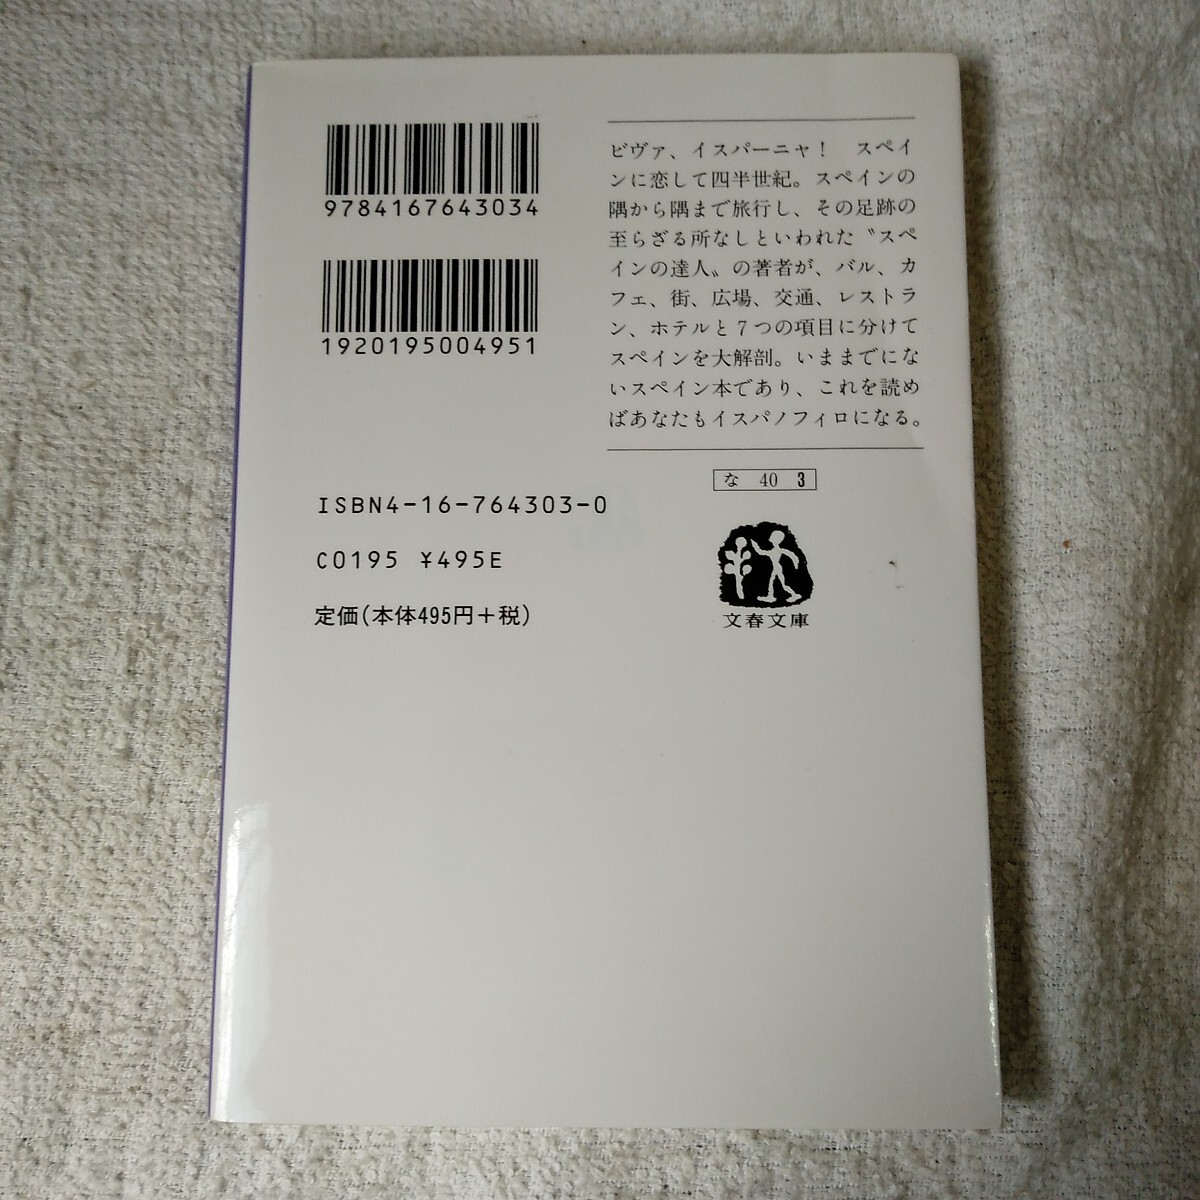 9784167643034
1920195004951
ビヴァ、イスパーニャ！　スペイ
ンに恋して四半世紀。スペインの
隅から隅まで旅行し、その足跡の
至らざる所なしといわれた〝スペ
インの達人〟の著者が、バル、カ
フェ、街、広場、交通、レストラ
ン、ホテルと７つの項目に分けて
スペインを大解剖。いままでにな
いスペイン本であり、これを読め
ばあなたもイスパノフィロになる。
な 40 3
ISBN4-16-764303-0
C0195 ¥495E
定価(本体495円+税)
文春文庫